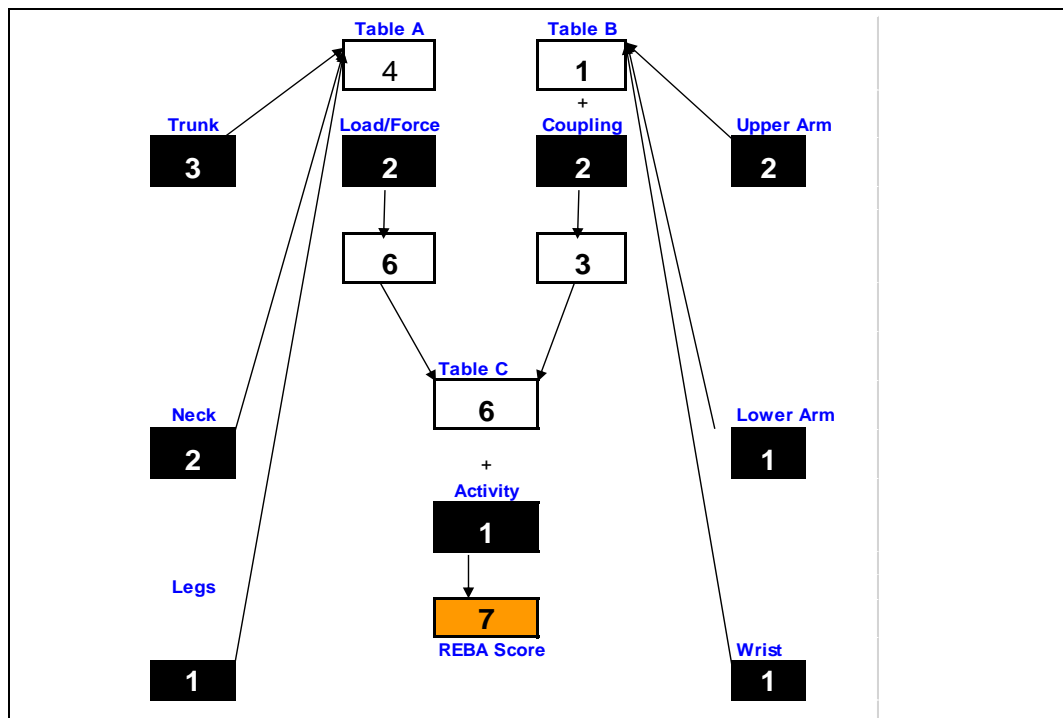 Table A Table B
4 1
+
Trunk Load/Force Coupling Upper Arm
3 2 2 2
6 3
Table C
6
Neck Lower Arm
2 1
+
Activity
1
Legs
7
REBA Score Wrist
1 1